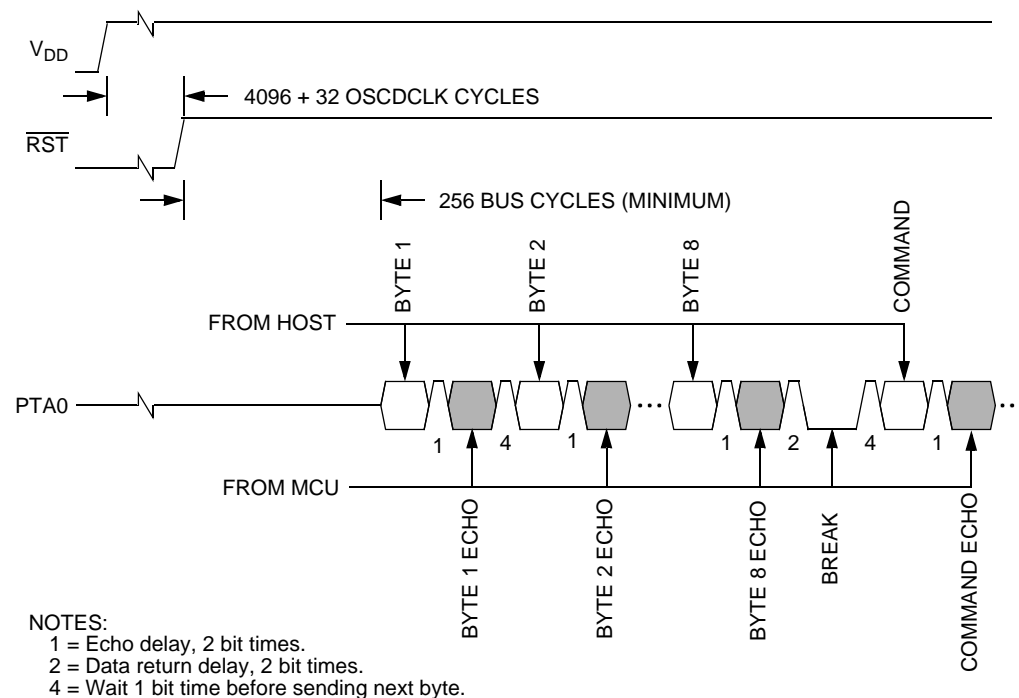 VDD
4096 + 32 OSCDCLK CYCLES
RST
256 BUS CYCLES (MINIMUM)
BYTE 1
BYTE 2
BYTE 8
COMMAND
FROM HOST
PTA0
...
...
1
4
1
1
2
4
1
FROM MCU
BYTE 1 ECHO
BYTE 2 ECHO
BYTE 8 ECHO
BREAK
COMMAND ECHO
NOTES:
1 = Echo delay, 2 bit times.
2 = Data return delay, 2 bit times.
4 = Wait 1 bit time before sending next byte.